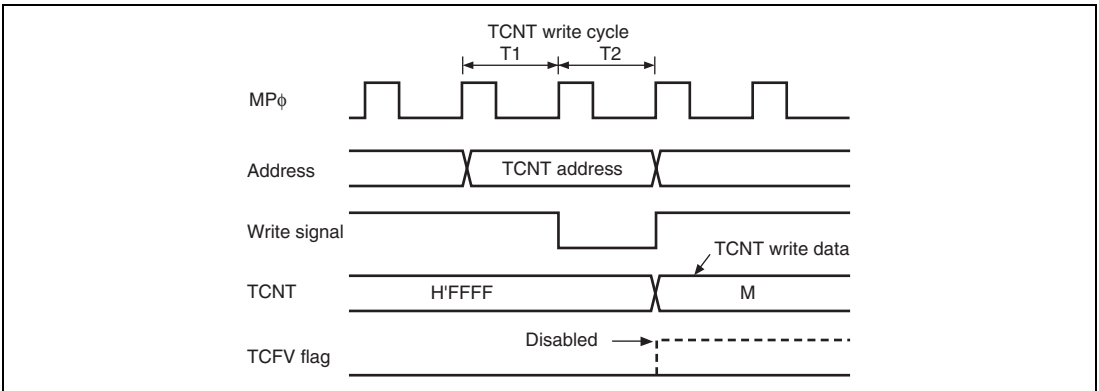 TCNT write cycle
T1 T2
MPϕ
Address TCNT address
Write signal
TCNT write data
TCNT H'FFFF M
Disabled
TCFV flag